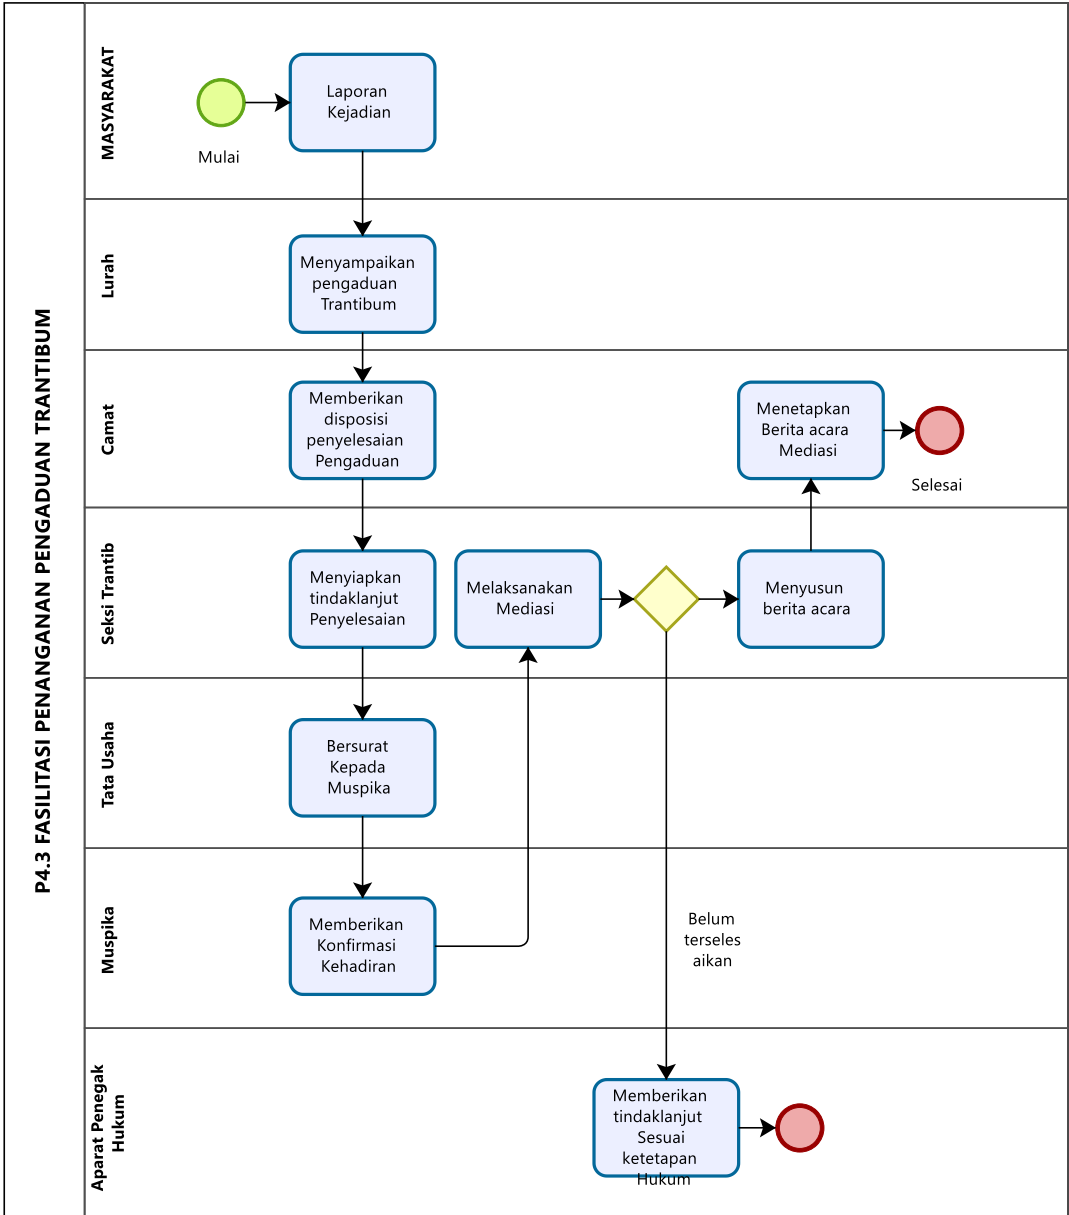 P4.3 FASILITASI PENANGANAN PENGADUAN TRANTIBUM
MASYARAKAT
Mulai
Laporan
Kejadian
Lurah
Menyampaikan
pengaduan
Trantibum
Camat
Memberikan
disposisi
penyelesaian
Pengaduan
Menetapkan
Berita acara
Mediasi
Selesai
Seksi Trantib
Menyiapkan
tindaklanjut
Penyelesaian
Melaksanakan
Mediasi
Menyusun
berita acara
Tata Usaha
Bersurat
Kepada
Muspika
Muspika
Memberikan
Konfirmasi
Kehadiran
Belum
terseles
aikan
Aparat Penegak
Hukum
Memberikan
tindaklanjut
Sesuai
ketetapan
Hukum